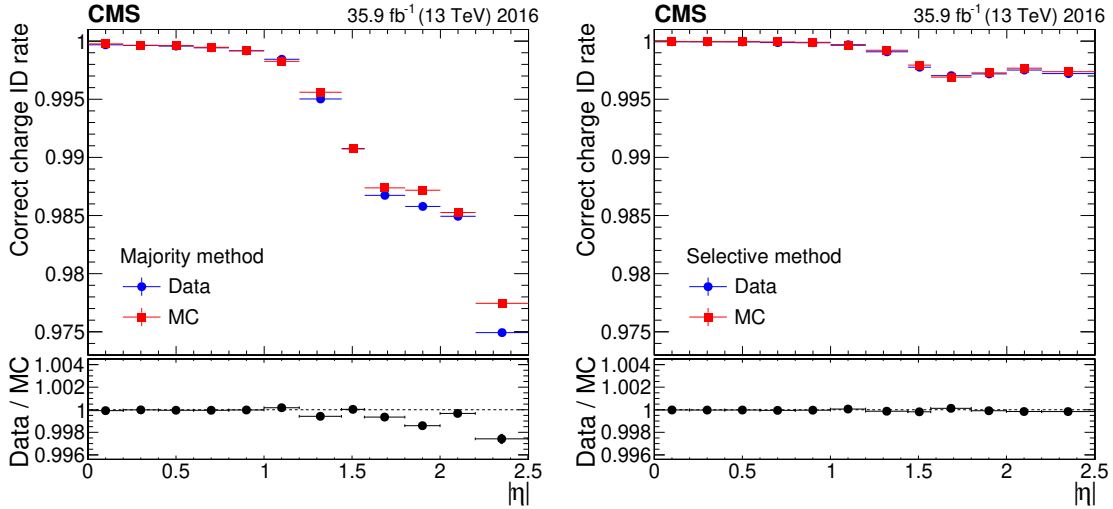 CMS 35.9 fb⁻¹ (13 TeV) 2016
Correct charge ID rate
1
0.995
0.99
0.985
0.98
0.975
Majority method
Data
MC
Data / MC
1.004
1.002
1
0.998
0.996
0 0.5 1 1.5 2 2.5
|η|
CMS 35.9 fb⁻¹ (13 TeV) 2016
Correct charge ID rate
1
0.995
0.99
0.985
0.98
0.975
Selective method
Data
MC
Data / MC
1.004
1.002
1
0.998
0.996
0 0.5 1 1.5 2 2.5
|η|